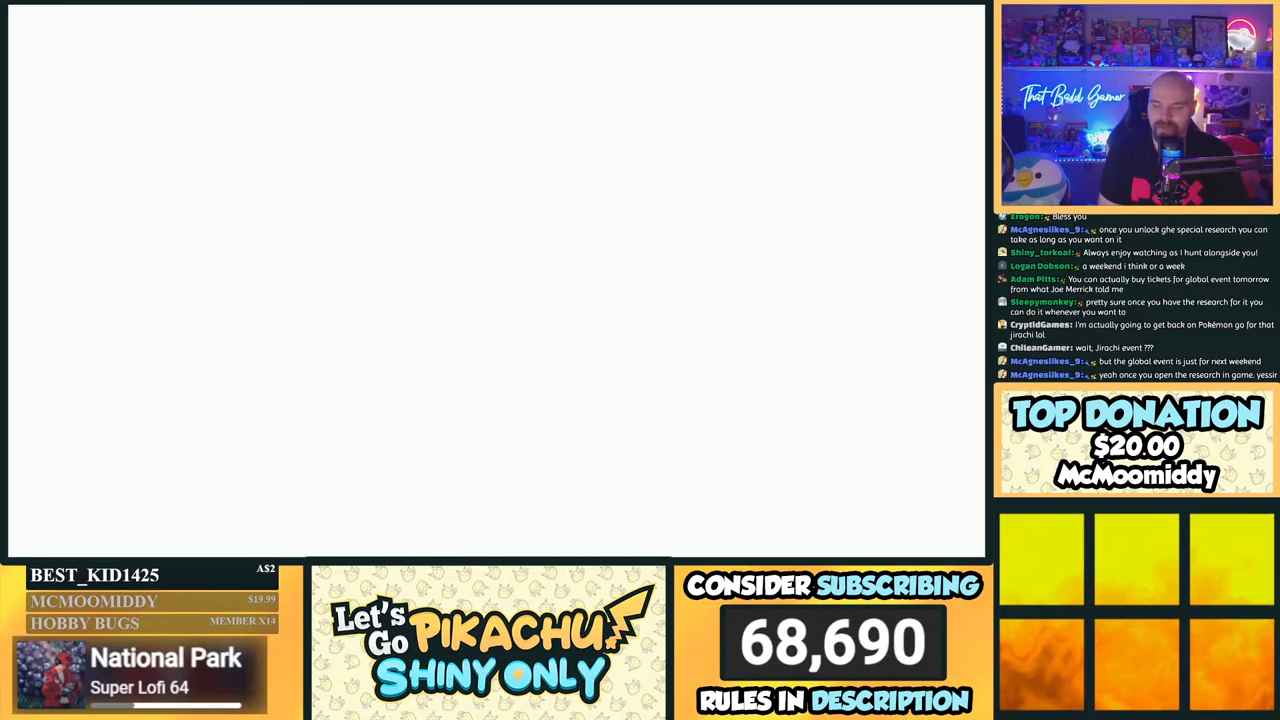 That Bald Gamer
Eragon: Bless you
McAgneslikes_9: once you unlock ghe special research you can
take as long as you want on it
Shiny_torkoal: Always enjoy watching as I hunt alongside you!
Logan Dobson: a weekend i think or a week
Adam Pitts: You can actually buy tickets for global event tomorrow
from what Joe Merrick told me
Sleepymonkey: pretty sure once you have the research for it you
can do it whenever you want to
CryptidGames: I'm actually going to get back on Pokémon go for that
jirachi lol
ChileanGamer: wait, Jirachi event ???
McAgneslikes_9: but the global event is just for next weekend
McAgneslikes_9: yeah once you open the research in game. yessir
TOP DONATION
$20.00
McMoomiddy
BEST_KID1425 A$2
MCMOOMIDDY $19.99
HOBBY BUGS MEMBER X14
National Park
Super Lofi 64
Let's Go PIKACHU
SHINY ONLY
CONSIDER SUBSCRIBING
68,690
RULES IN DESCRIPTION